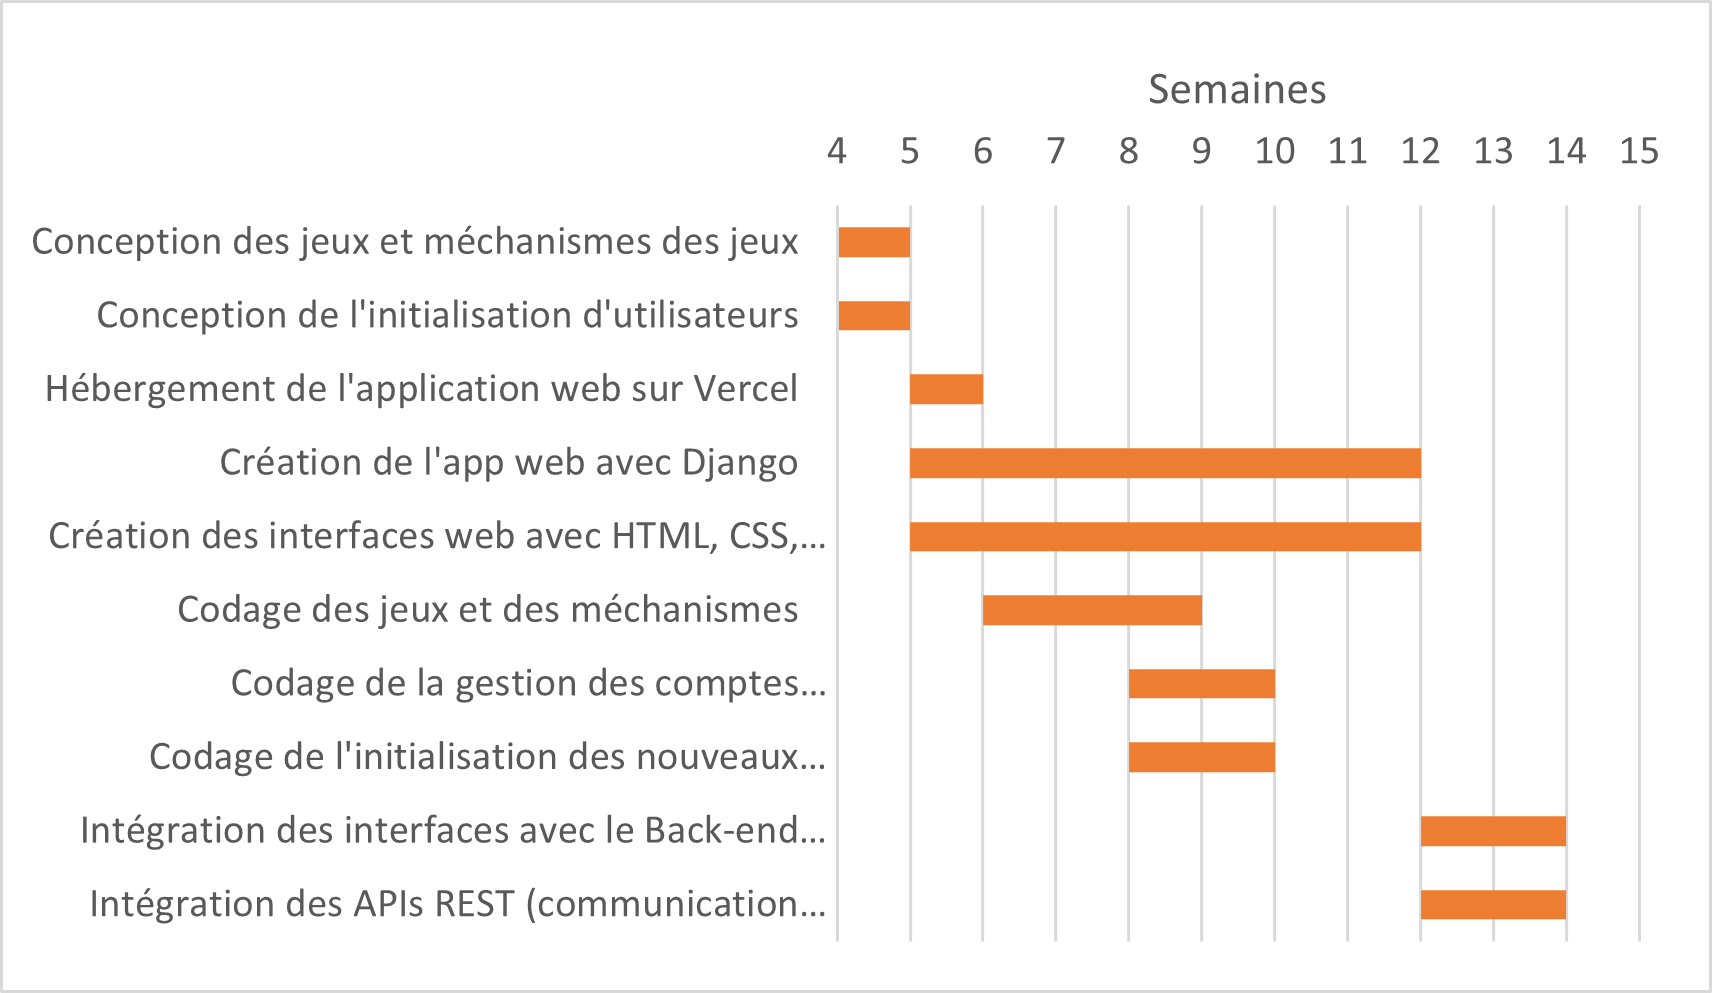 Semaines
4 5 6 7 8 9 10 11 12 13 14 15
Conception des jeux et méchanismes des jeux
Conception de l'initialisation d'utilisateurs
Hébergement de l'application web sur Vercel
Création de l'app web avec Django
Création des interfaces web avec HTML, CSS,...
Codage des jeux et des méchanismes
Codage de la gestion des comptes...
Codage de l'initialisation des nouveaux...
Intégration des interfaces avec le Back-end...
Intégration des APIs REST (communication...